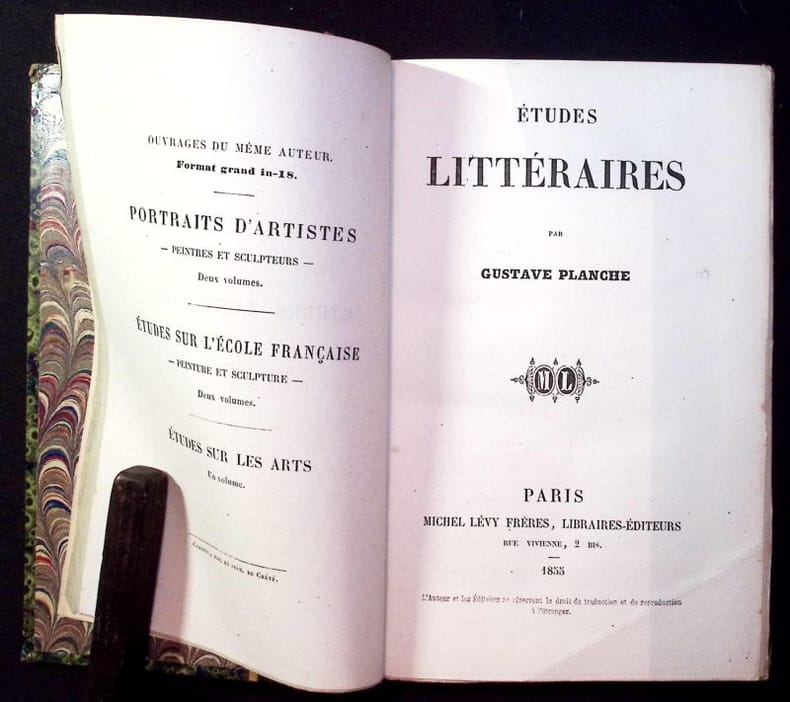 OUVRAGES DU MÊME AUTEUR.
Format grand in-18.
PORTRAITS D'ARTISTES
— PEINTRES ET SCULPTEURS —
Deux volumes.
ÉTUDES SUR L'ÉCOLE FRANÇAISE
— PEINTURE ET SCULPTURE —
Deux volumes.
ÉTUDES SUR LES ARTS
Un volume.
DE CRÉTÉ.
ÉTUDES
LITTÉRAIRES
PAR
GUSTAVE PLANCHE
M L
PARIS
MICHEL LÉVY FRÈRES, LIBRAIRES-ÉDITEURS
RUE VIVIENNE, 2 BIS.
1855
L'Auteur et les Éditeurs se réservent le droit de traduction et de reproduction
à l'étranger.